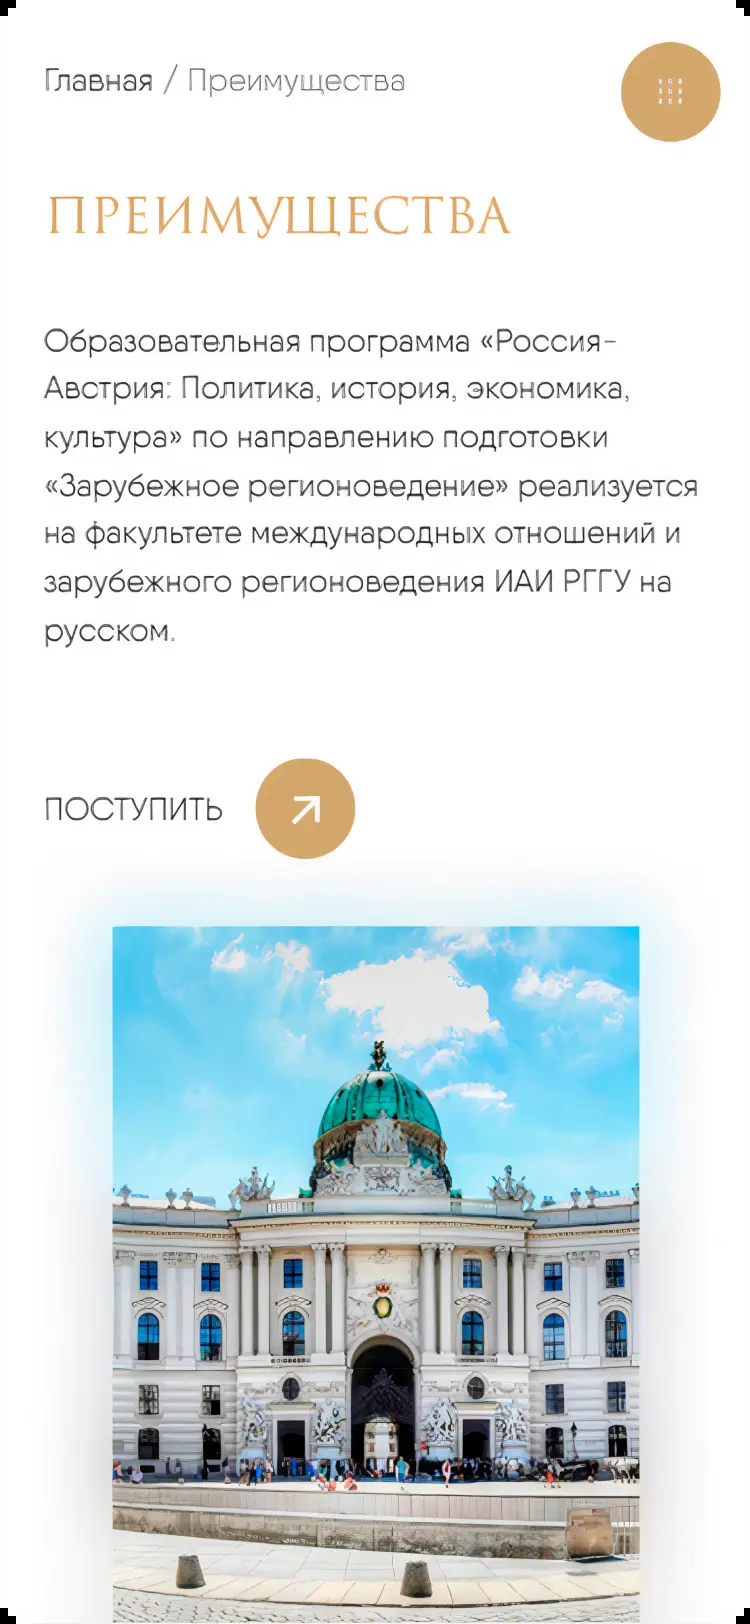 Главная / Преимущества
ПРЕИМУЩЕСТВА
Образовательная программа «Россия-
Австрия: Политика, история, экономика,
культура» по направлению подготовки
«Зарубежное регионоведение» реализуется
на факультете международных отношений и
зарубежного регионоведения ИАИ РГГУ на
русском.
ПОСТУПИТЬ